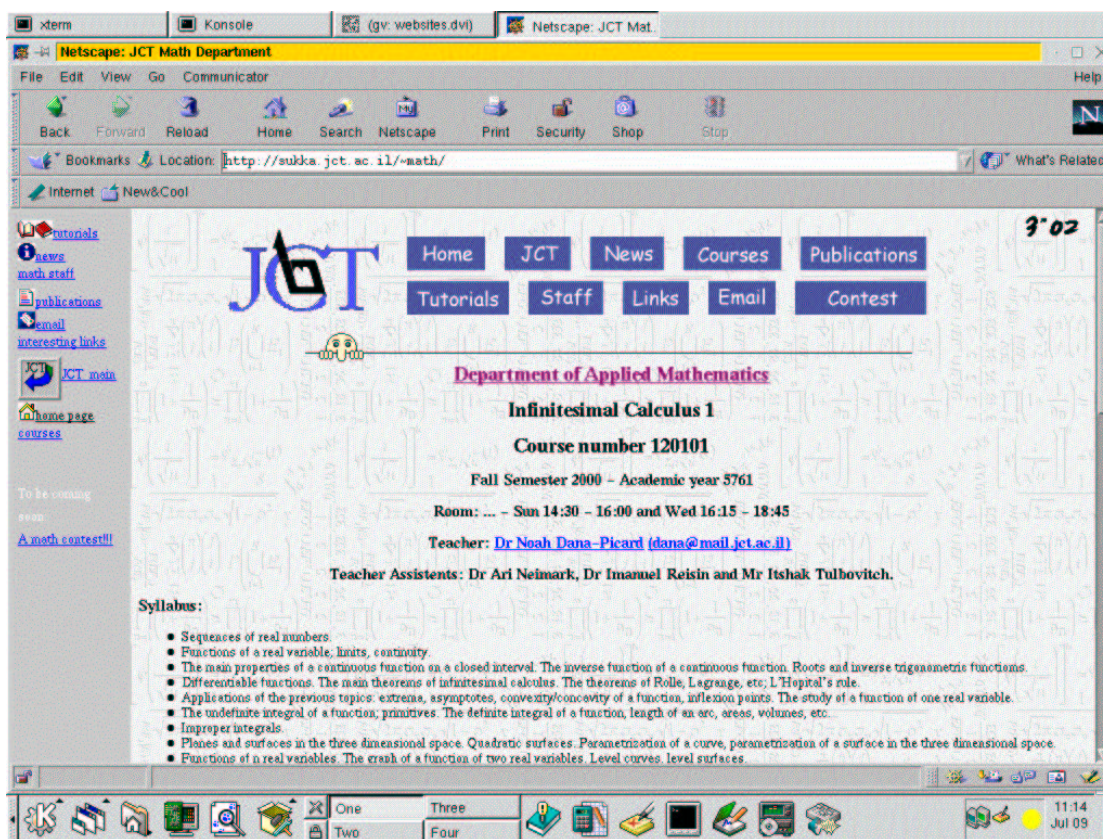 xterm
Konsole
(gv: websites.dvi)
Netscape: JCT Mat..
Netscape: JCT Math Department
File Edit View Go Communicator
Help
Back Forward Reload Home Search Netscape Print Security Shop Stop
N
Bookmarks Location: http://sukka.jct.ac.il/~math/ What's Related
Internet New&Cool
tutorials
news
math staff
publications
email
interesting links
JCT
JCT main
home page
courses
To be coming
soon:
A math contest!!!
JCT
Home JCT News Courses Publications
Tutorials Staff Links Email Contest
Department of Applied Mathematics
Infinitesimal Calculus 1
Course number 120101
Fall Semester 2000 – Academic year 5761
Room: ... – Sun 14:30 – 16:00 and Wed 16:15 – 18:45
Teacher: Dr Noah Dana–Picard (dana@mail.jct.ac.il)
Teacher Assistents: Dr Ari Neimark, Dr Imanuel Reisin and Mr Itshak Tulbovitch.
Syllabus:
• Sequences of real numbers.
• Functions of a real variable; limits, continuity.
• The main properties of a continuous function on a closed interval. The inverse function of a continuous function. Roots and inverse trigonometric functions.
• Differentiable functions. The main theorems of infinitesimal calculus. The theorems of Rolle, Lagrange, etc; L'Hopital's rule.
• Applications of the previous topics: extrema, asymptotes, convexity/concavity of a function, inflexion points. The study of a function of one real variable.
• The undefinite integral of a function; primitives. The definite integral of a function, length of an arc, areas, volumes, etc...
• Improper integrals.
• Planes and surfaces in the three dimensional space. Quadratic surfaces. Parametrization of a curve, parametrization of a surface in the three dimensional space.
• Functions of n real variables. The graph of a function of two real variables. Level curves, level surfaces.
One Three
Two Four
11:14
Jul 09